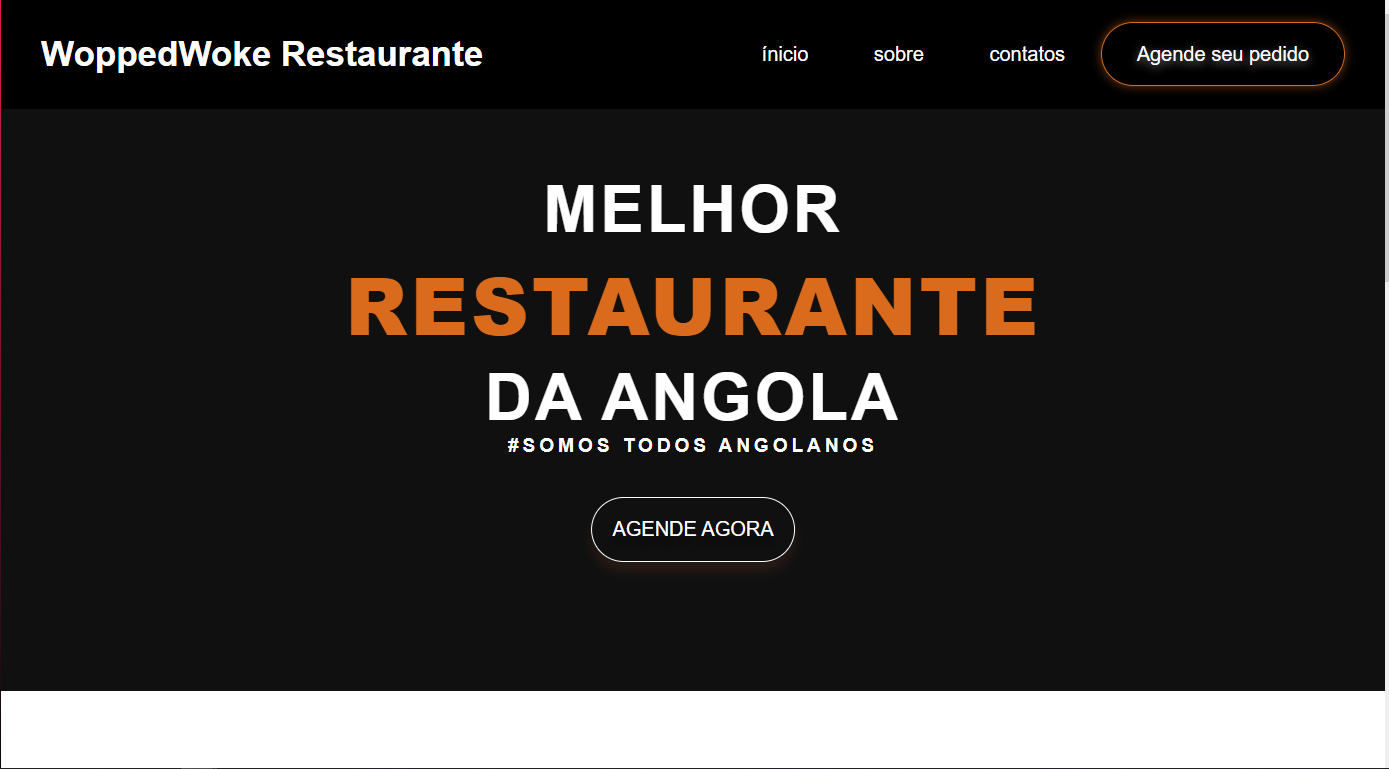 WoppedWoke Restaurante
ínicio
sobre
contatos
Agende seu pedido
MELHOR
RESTAURANTE
DA ANGOLA
#SOMOS TODOS ANGOLANOS
AGENDE AGORA